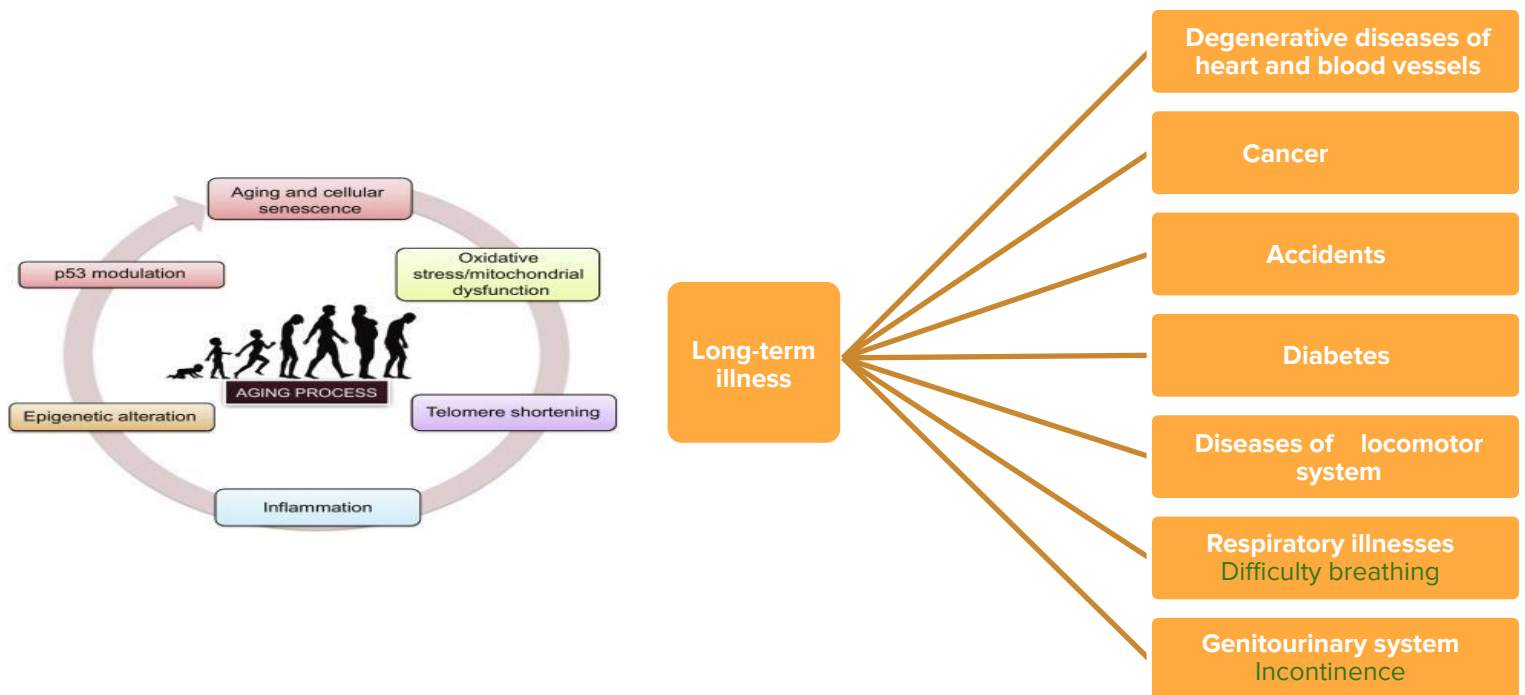 Aging and cellular
senescence
Oxidative
stress/mitochondrial
dysfunction
p53 modulation
AGING PROCESS
Epigenetic alteration
Telomere shortening
Inflammation
Long-term
illness
Degenerative diseases of
heart and blood vessels
Cancer
Accidents
Diabetes
Diseases of locomotor
system
Respiratory illnesses
Difficulty breathing
Genitourinary system
Incontinence